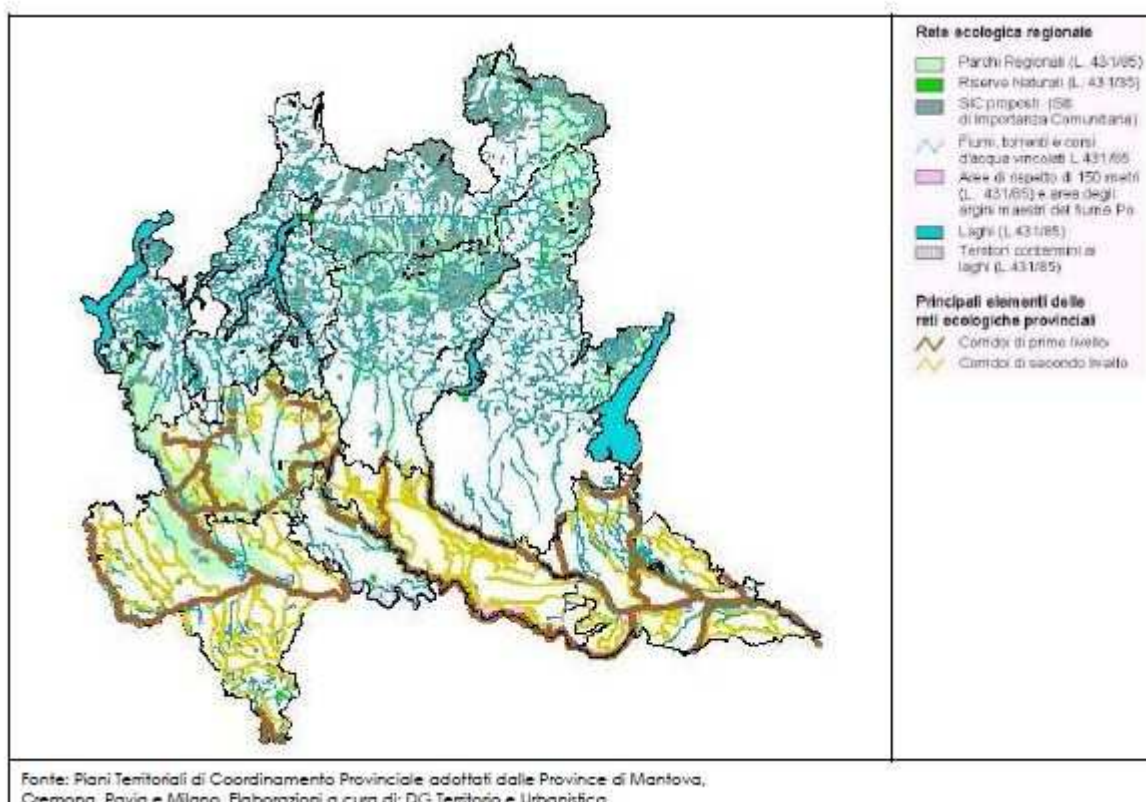 Rete ecologica regionale
Parchi Regionali (L. 431/85)
Riserve Naturali (L. 431/85)
SIC proposti (Siti
di Importanza Comunitaria)
Fiumi, torrenti e corsi
d'acqua vincolati L. 431/85
Aree di rispetto di 150 metri
(L. 431/85) e area degli
argini maestri del fiume Po
Laghi (L.431/85)
Territori contermini ai
laghi (L.431/85)
Principali elementi delle
reti ecologiche provinciali
Corridoi di primo livello
Corridoi di secondo livello
Fonte: Piani Territoriali di Coordinamento Provinciale adottati dalle Province di Mantova,
Cremona, Pavia e Milano. Elaborazioni a cura di: DG Territorio e Urbanistica